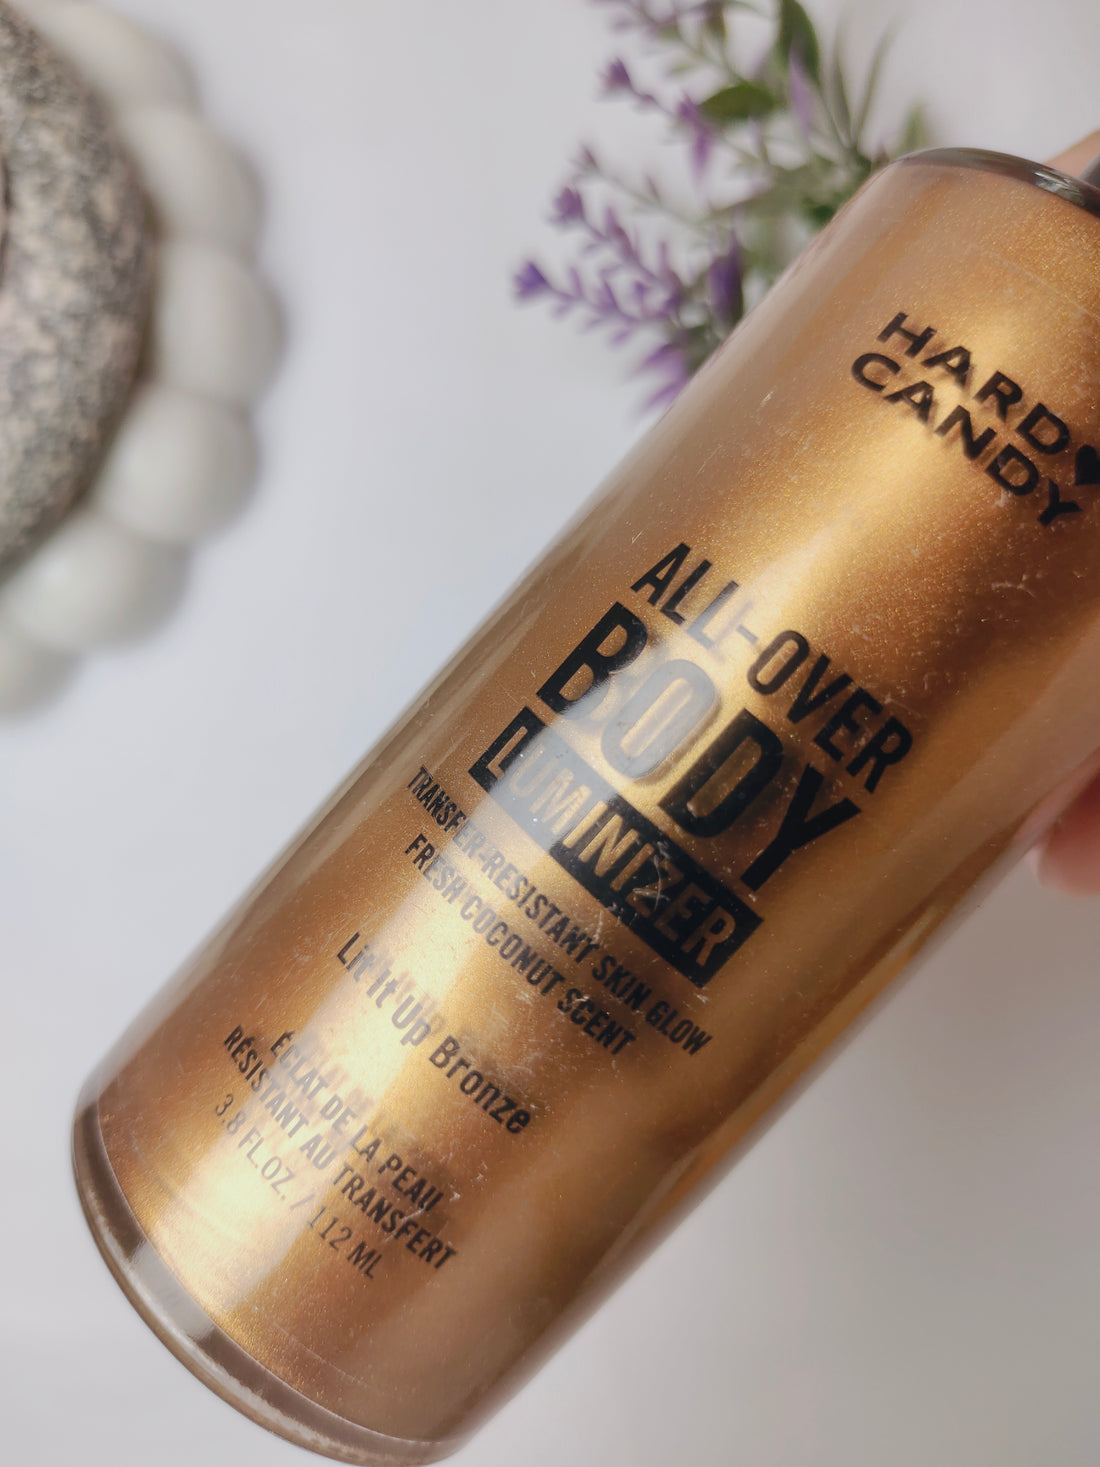 HARD
CANDY
ALL-OVER
BODY
LUMINIZER
TRANSFER-RESISTANT SKIN GLOW
FRESH COCONUT SCENT
Lit It Up Bronze
ÉCLAT DE LA PEAU
RÉSISTANT AU TRANSFERT
3.8 FL.OZ. / 112 ML